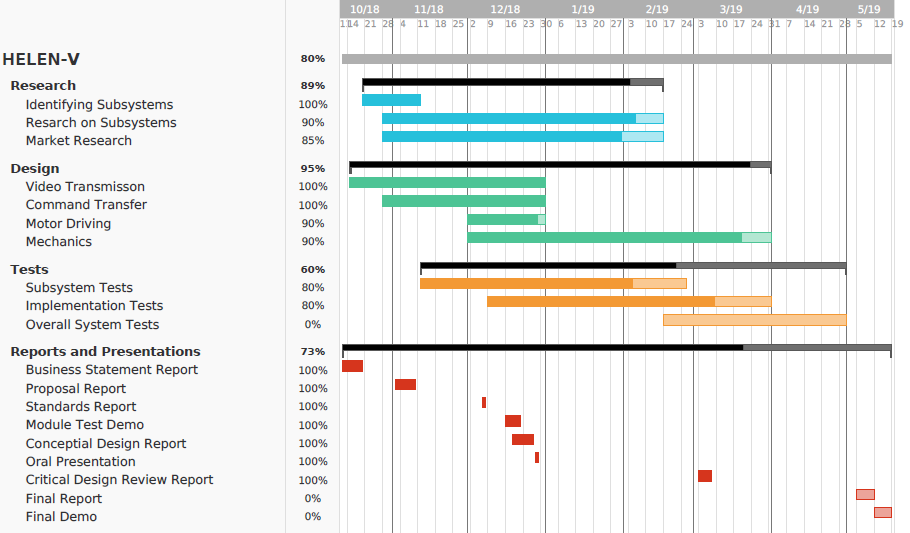 10/18 11/18 12/18 1/19 2/19 3/19 4/19 5/19
11 14 21 28 4 11 18 25 2 9 16 23 30 6 13 20 27 3 10 17 24 3 10 17 24 31 7 14 21 28 5 12 19
HELEN-V 80%
Research 89%
Identifying Subsystems 100%
Resarch on Subsystems 90%
Market Research 85%
Design 95%
Video Transmisson 100%
Command Transfer 100%
Motor Driving 90%
Mechanics 90%
Tests 60%
Subsystem Tests 80%
Implementation Tests 80%
Overall System Tests 0%
Reports and Presentations 73%
Business Statement Report 100%
Proposal Report 100%
Standards Report 100%
Module Test Demo 100%
Conceptial Design Report 100%
Oral Presentation 100%
Critical Design Review Report 100%
Final Report 0%
Final Demo 0%